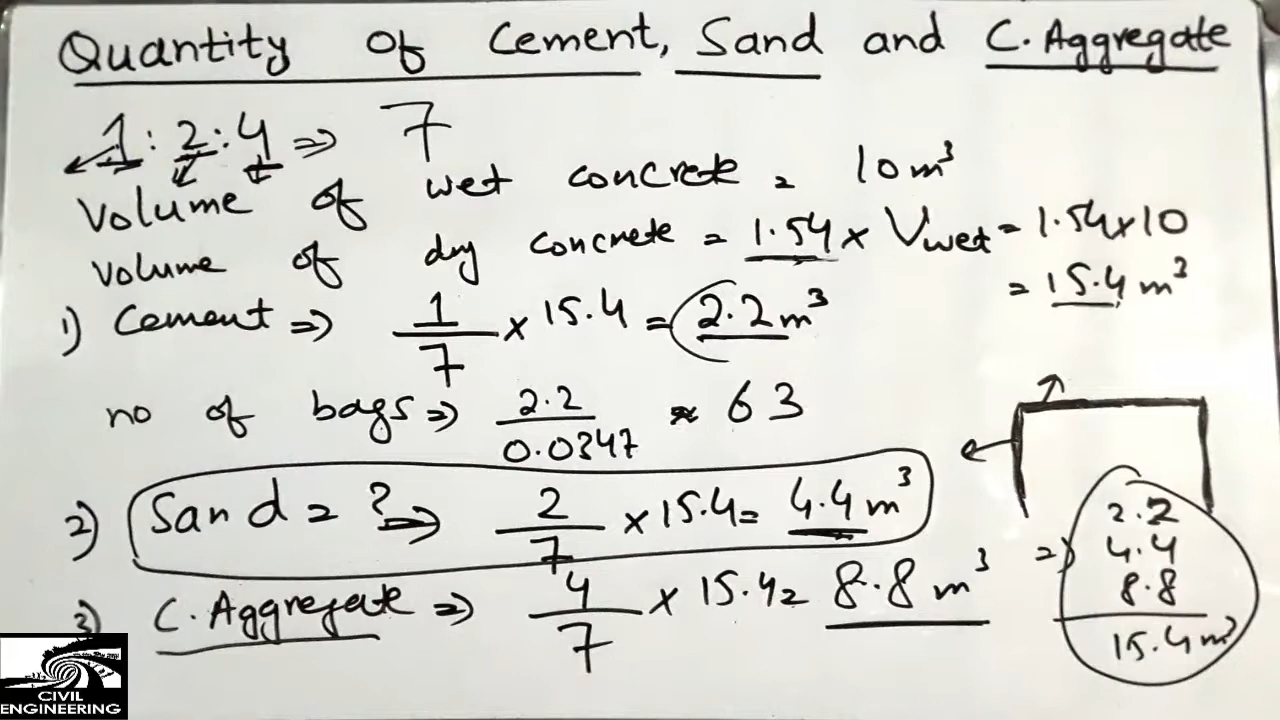 Quantity of Cement, Sand and C. Aggregate
1:2:4 ⇒ 7
Volume of wet concrete = 10m³
Volume of dry concrete = 1.54 × Vwet = 1.54×10
= 15.4 m³
1) Cement ⇒ 1/7 × 15.4 = 2.2 m³
no of bags ⇒ 2.2/0.0347 ≈ 63
2) Sand = ? ⇒ 2/7 × 15.4 = 4.4 m³
3) C. Aggregate ⇒ 4/7 × 15.4 = 8.8 m³
⇒ 2.2
4.4
8.8
15.4 m³
CIVIL
ENGINEERING